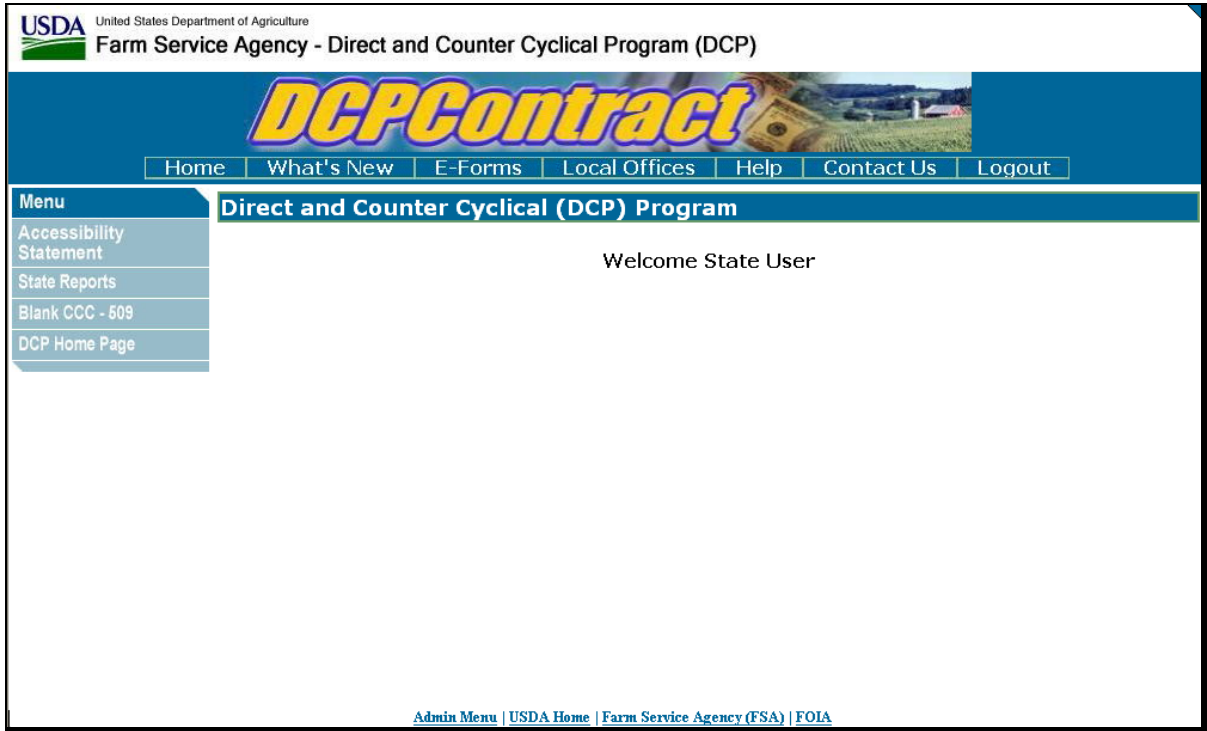 USDA United States Department of Agriculture
Farm Service Agency - Direct and Counter Cyclical Program (DCP)
DCPContract
Home What's New E-Forms Local Offices Help Contact Us Logout
Menu
Accessibility
Statement
State Reports
Blank CCC - 509
DCP Home Page
Direct and Counter Cyclical (DCP) Program
Welcome State User
Admin Menu | USDA Home | Farm Service Agency (FSA) | FOIA